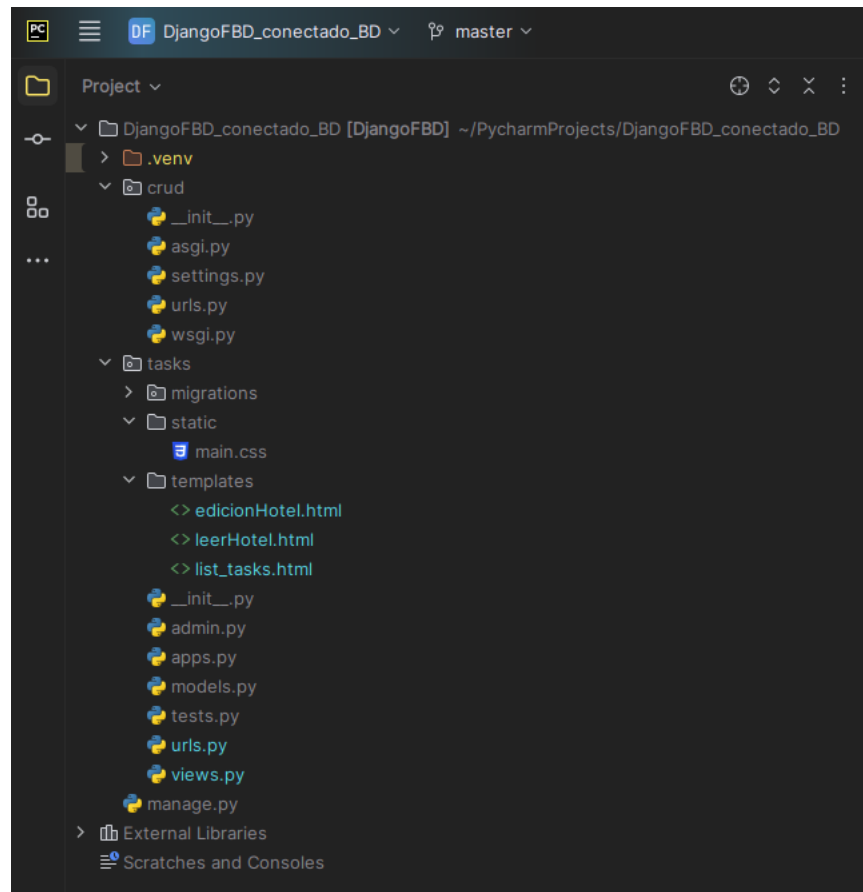 PC DF DjangoFBD_conectado_BD master
Project
DjangoFBD_conectado_BD [DjangoFBD] ~/PycharmProjects/DjangoFBD_conectado_BD
.venv
crud
__init__.py
asgi.py
settings.py
urls.py
wsgi.py
tasks
migrations
static
main.css
templates
<> edicionHotel.html
<> leerHotel.html
<> list_tasks.html
__init__.py
admin.py
apps.py
models.py
tests.py
urls.py
views.py
manage.py
External Libraries
Scratches and Consoles